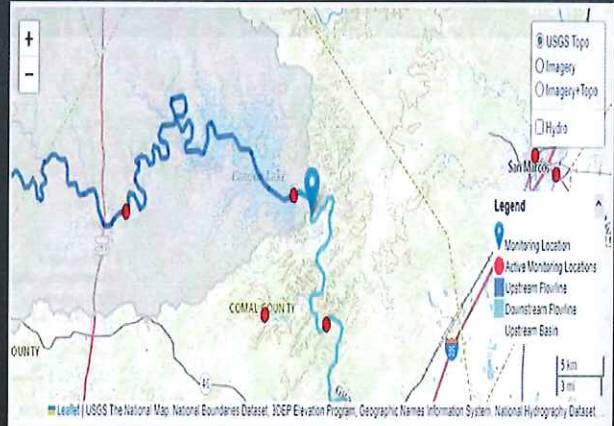 +
−
USGS Topo
Imagery
Imagery+Topo
Hydro
Canyon Lake
San Marcos
Legend
Monitoring Location
Active Monitoring Locations
Upstream Flowline
Downstream Flowline
Upstream Basin
COMAL COUNTY
OUNTY
46
35
5 km
3 mi
Leaflet | USGS The National Map: National Boundaries Dataset, 3DEP Elevation Program, Geographic Names Information System, National Hydrography Dataset, ...